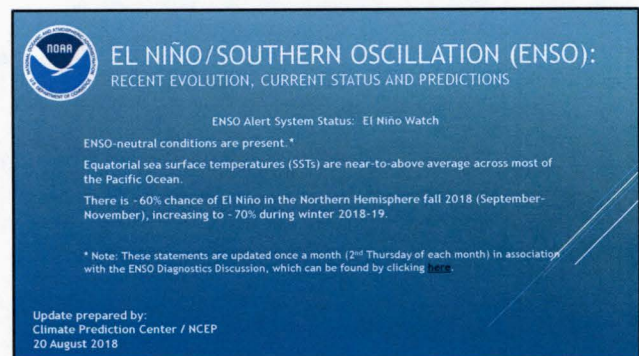 NOAA
EL NIÑO/SOUTHERN OSCILLATION (ENSO):
RECENT EVOLUTION, CURRENT STATUS AND PREDICTIONS
ENSO Alert System Status: El Niño Watch
ENSO-neutral conditions are present.*
Equatorial sea surface temperatures (SSTs) are near-to-above average across most of
the Pacific Ocean.
There is ~60% chance of El Niño in the Northern Hemisphere fall 2018 (September-
November), increasing to ~70% during winter 2018-19.
* Note: These statements are updated once a month (2nd Thursday of each month) in association
with the ENSO Diagnostics Discussion, which can be found by clicking here.
Update prepared by:
Climate Prediction Center / NCEP
20 August 2018